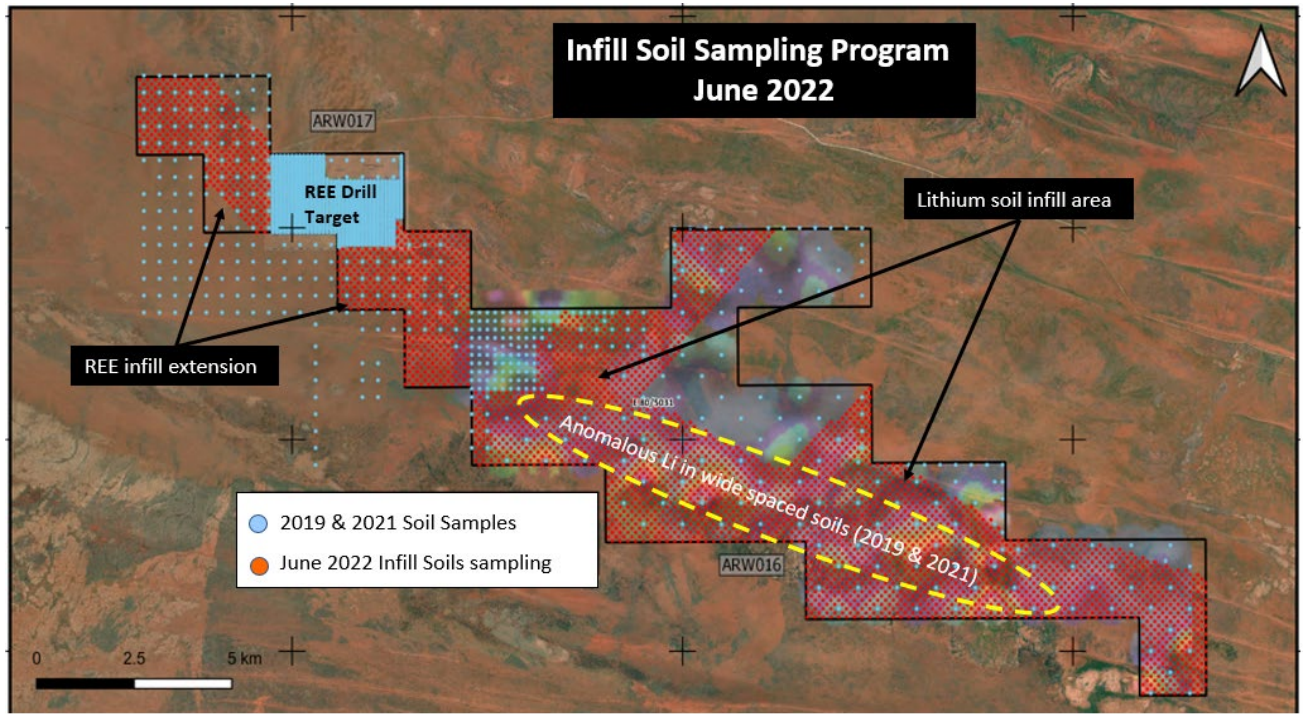 Infill Soil Sampling Program
June 2022
ARW017
REE Drill
Target
Lithium soil infill area
REE infill extension
Anomalous Li in wide spaced soils (2019 & 2021)
2019 & 2021 Soil Samples
June 2022 Infill Soils sampling
ARW016
0 2.5 5 km